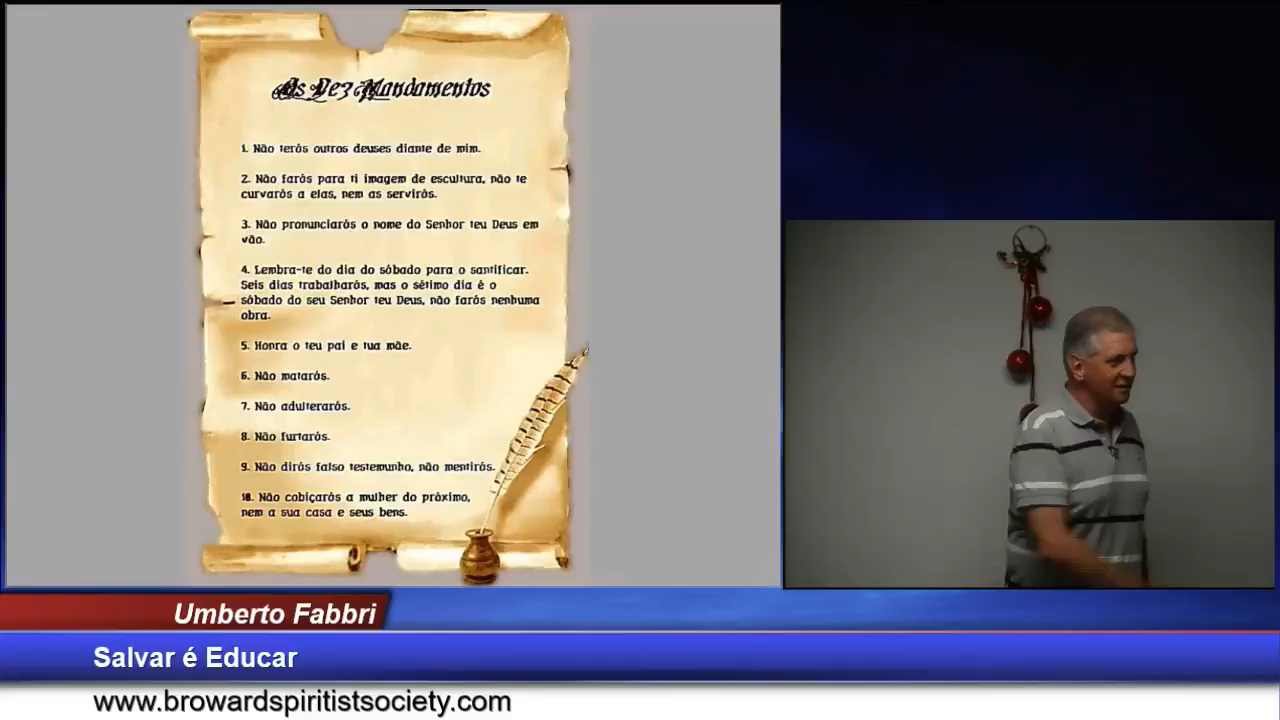 As Dez Mandamentos
1. Não terás outros deuses diante de mim.
2. Não farás para ti imagem de escultura, não te
curvarás a elas, nem as servirás.
3. Não pronunciarás o nome do Senhor teu Deus em
vão.
4. Lembra-te do dia do sábado para o santificar.
Seis dias trabalharás, mas o sétimo dia é o
sábado do seu Senhor teu Deus, não farás nenhuma
obra.
5. Honra o teu pai e tua mãe.
6. Não matarás.
7. Não adulterarás.
8. Não furtarás.
9. Não dirás falso testemunho, não mentirás.
10. Não cobiçarás a mulher do próximo,
nem a sua casa e seus bens.
Umberto Fabbri
Salvar é Educar
www.browardspiritistsociety.com